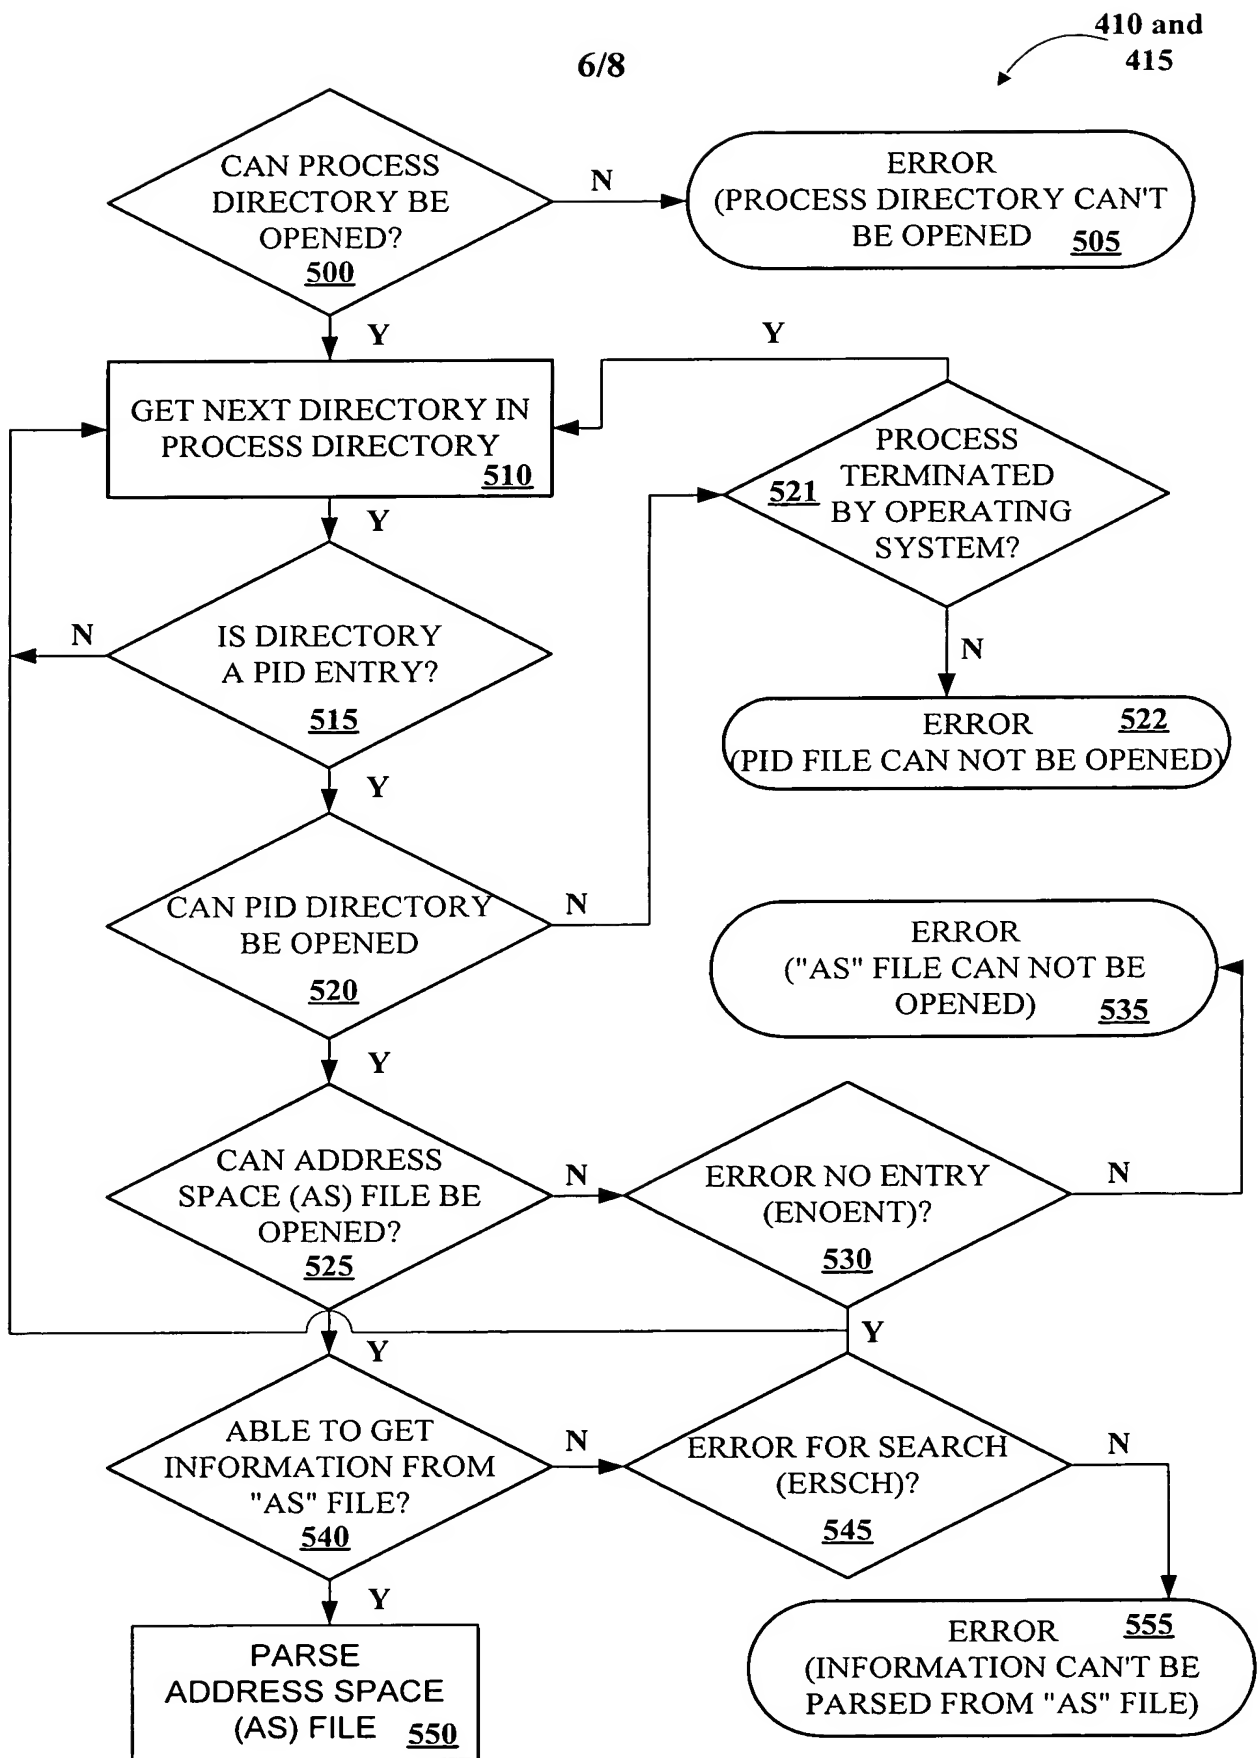 410 and
415
6/8
CAN PROCESS
DIRECTORY BE
OPENED?
500
N
ERROR
(PROCESS DIRECTORY CAN'T
BE OPENED 505
Y
Y
GET NEXT DIRECTORY IN
PROCESS DIRECTORY
510
PROCESS
TERMINATED
521 BY OPERATING
SYSTEM?
Y
IS DIRECTORY
A PID ENTRY?
515
N
N
ERROR 522
(PID FILE CAN NOT BE OPENED)
Y
CAN PID DIRECTORY
BE OPENED
520
N
ERROR
("AS" FILE CAN NOT BE
OPENED) 535
Y
CAN ADDRESS
SPACE (AS) FILE BE
OPENED?
525
N
ERROR NO ENTRY
(ENOENT)?
530
N
Y
Y
ABLE TO GET
INFORMATION FROM
"AS" FILE?
540
N
ERROR FOR SEARCH
(ERSCH)?
545
N
Y
PARSE
ADDRESS SPACE
(AS) FILE 550
ERROR 555
(INFORMATION CAN'T BE
PARSED FROM "AS" FILE)